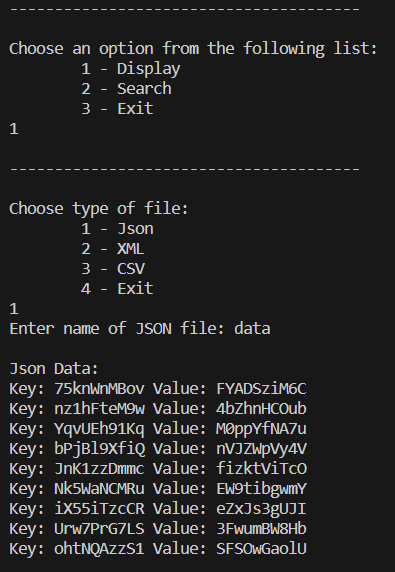 ---------------------------------------
Choose an option from the following list:
1 - Display
2 - Search
3 - Exit
1
---------------------------------------
Choose type of file:
1 - Json
2 - XML
3 - CSV
4 - Exit
1
Enter name of JSON file: data
Json Data:
Key: 75knWnMBov Value: FYADSziM6C
Key: nz1hFteM9w Value: 4bZhnHCOub
Key: YqvUEh91Kq Value: M0ppYfNA7u
Key: bPjBl9XfiQ Value: nVJZWpVy4V
Key: JnK1zzDmmc Value: fizktViTcO
Key: Nk5WaNCMRu Value: EW9tibgwmY
Key: iX55iTzcCR Value: eZxJs3gUJI
Key: Urw7PrG7LS Value: 3FwumBW8Hb
Key: ohtNQAzzS1 Value: SFSOwGaolU